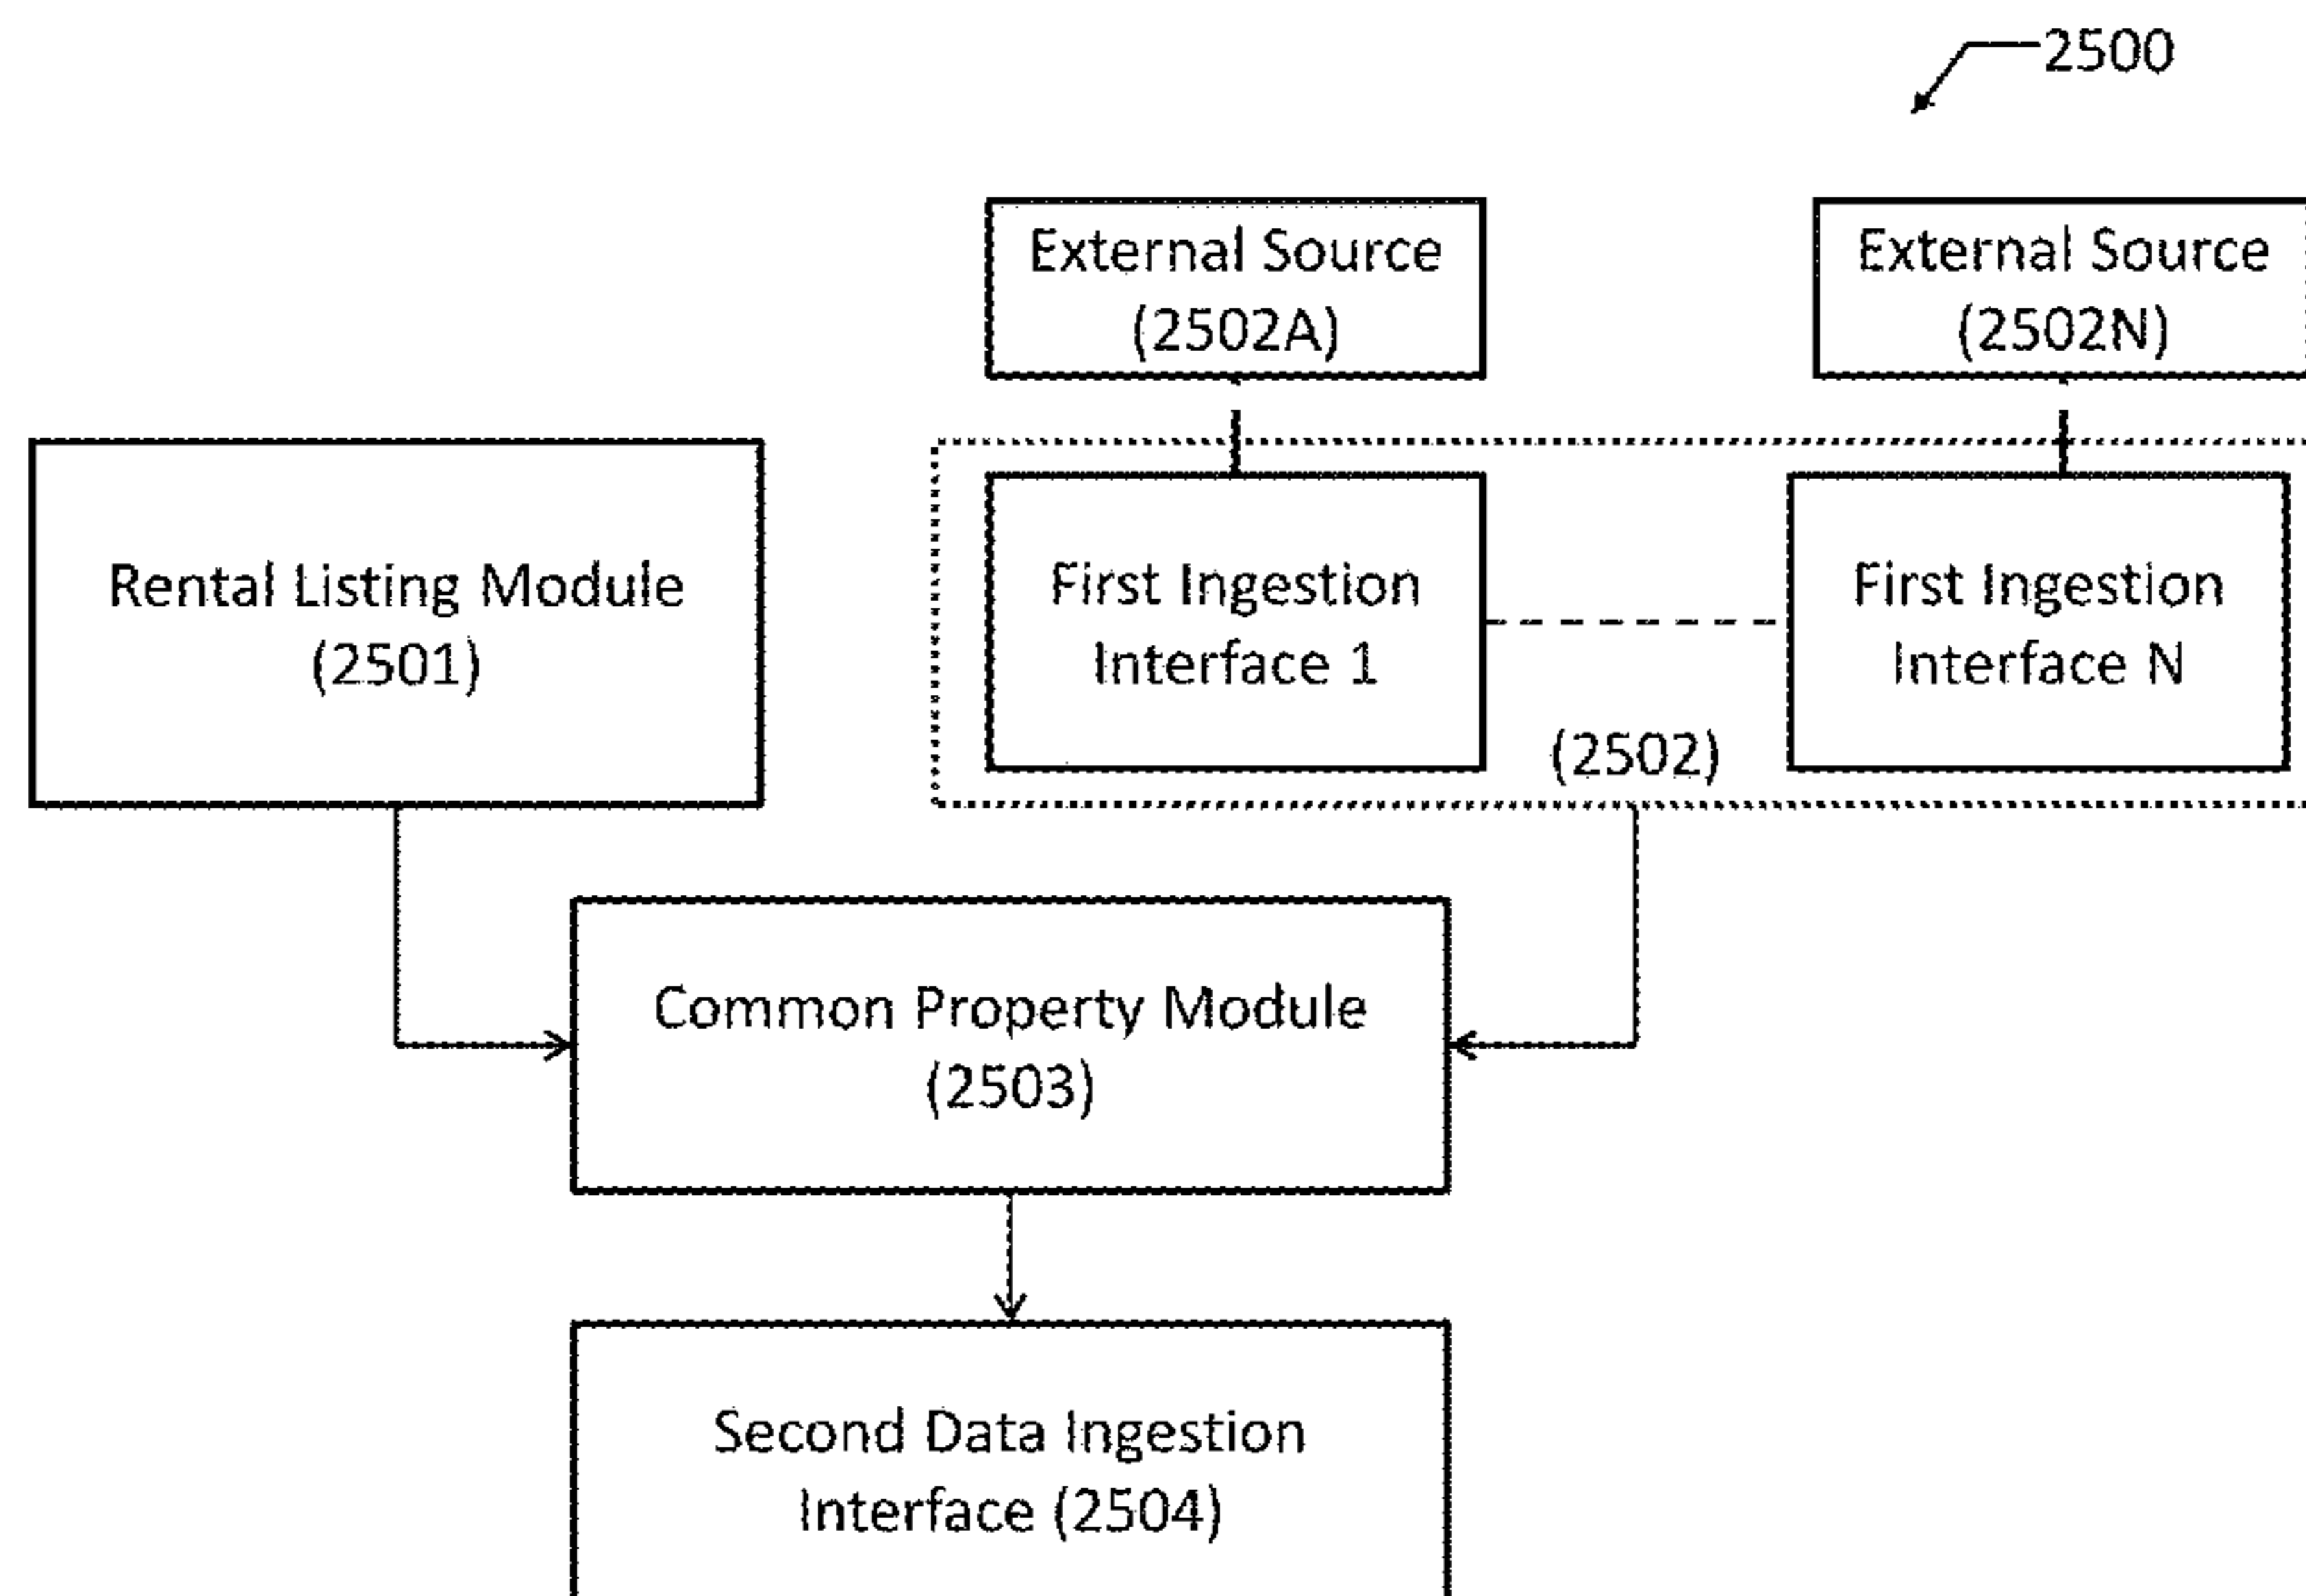 2500
External Source
(2502A)
External Source
(2502N)
Rental Listing Module
(2501)
First Ingestion
Interface 1
First Ingestion
Interface N
(2502)
Common Property Module
(2503)
Second Data Ingestion
Interface (2504)